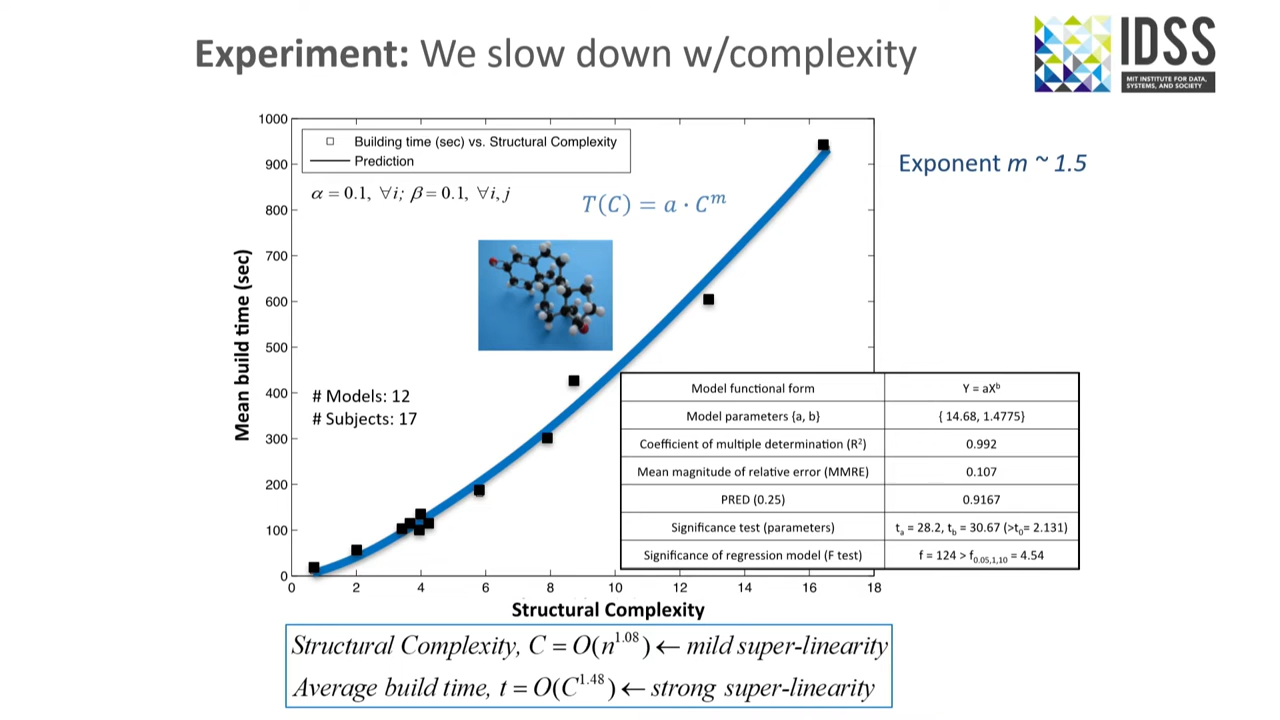 Experiment: We slow down w/complexity
IDSS
MIT INSTITUTE FOR DATA,
SYSTEMS, AND SOCIETY
Building time (sec) vs. Structural Complexity
Prediction
α = 0.1, ∀i; β = 0.1, ∀i, j
T(C) = a · C^m
Exponent m ~ 1.5
Mean build time (sec)
1000
900
800
700
600
500
400
300
200
100
0
# Models: 12
# Subjects: 17
Model functional form Y = aX^b
Model parameters {a, b} { 14.68, 1.4775}
Coefficient of multiple determination (R²) 0.992
Mean magnitude of relative error (MMRE) 0.107
PRED (0.25) 0.9167
Significance test (parameters) t_a = 28.2, t_b = 30.67 (>t_0= 2.131)
Significance of regression model (F test) f = 124 > f_0.05,1,10 = 4.54
0 2 4 6 8 10 12 14 16 18
Structural Complexity
Structural Complexity, C = O(n^1.08) ← mild super-linearity
Average build time, t = O(C^1.48) ← strong super-linearity